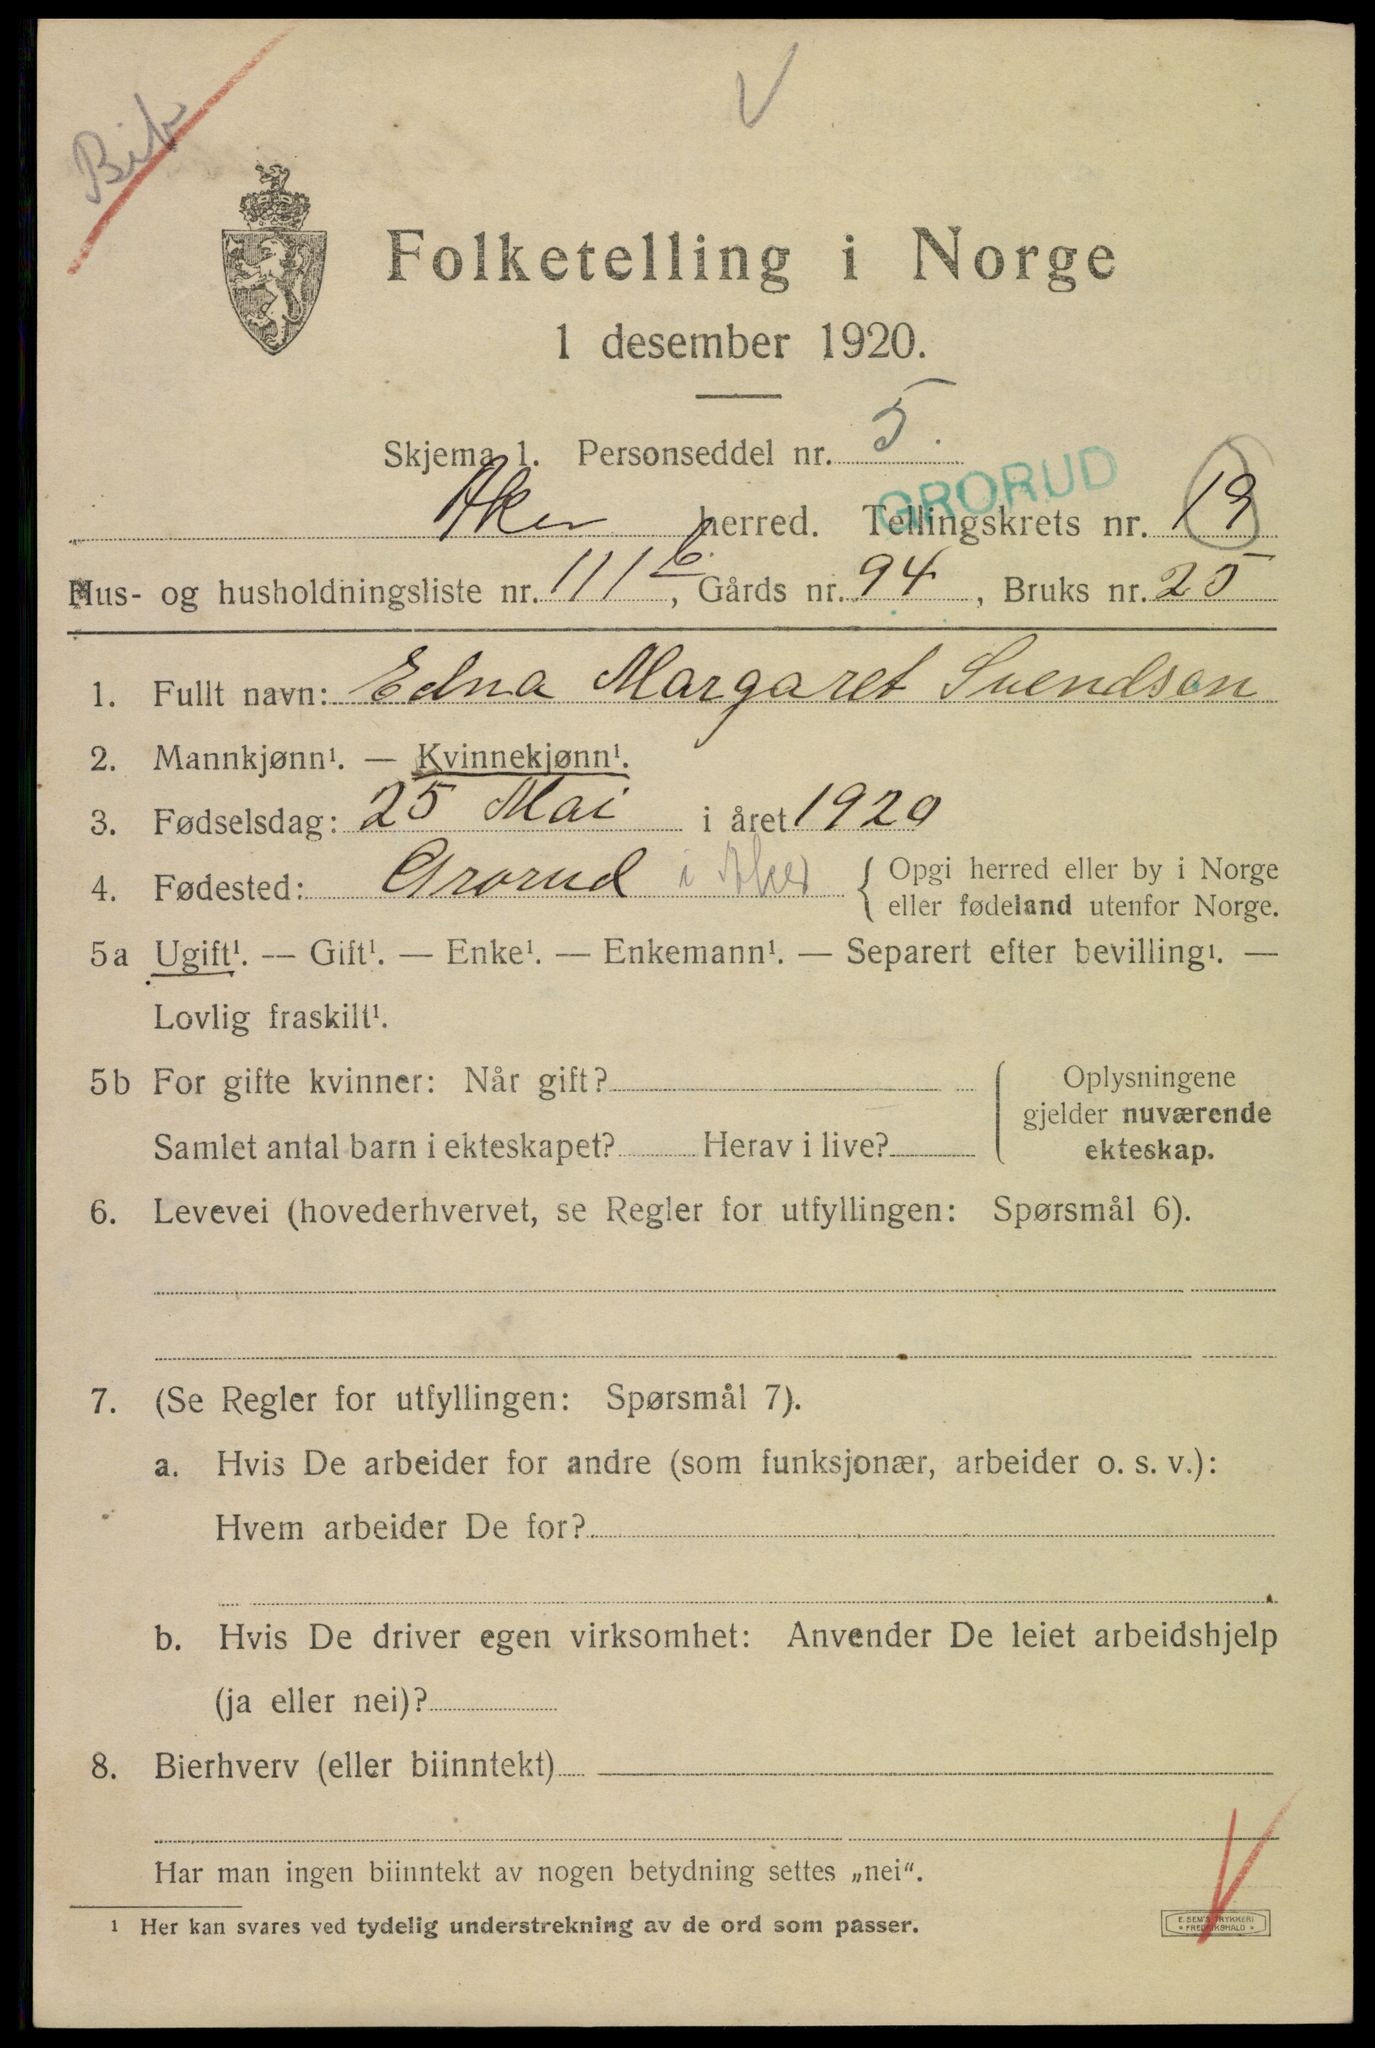 Bib
V
Folketelling i Norge
1 desember 1920.
Skjema 1. Personseddel nr. 5.
GRORUD
Aker herred. Tellingskrets nr. 19
Hus- og husholdningsliste nr. 111 b, Gårds nr. 94, Bruks nr. 25
1. Fullt navn: Edna Margaret Svendsen
2. Mannkjønn¹. — Kvinnekjønn¹.
3. Fødselsdag: 25 Mai i året 1920
4. Fødested: Grorud i Aker { Opgi herred eller by i Norge
eller fødeland utenfor Norge.
5a Ugift¹. — Gift¹. — Enke¹. — Enkemann¹. — Separert efter bevilling¹. —
Lovlig fraskilt¹.
5b For gifte kvinner: Når gift? { Oplysningene
gjelder nuværende
Samlet antal barn i ekteskapet? Herav i live? ekteskap.
6. Levevei (hovederhvervet, se Regler for utfyllingen: Spørsmål 6).
7. (Se Regler for utfyllingen: Spørsmål 7).
a. Hvis De arbeider for andre (som funksjonær, arbeider o. s. v.):
Hvem arbeider De for?
b. Hvis De driver egen virksomhet: Anvender De leiet arbeidshjelp
(ja eller nei)?
8. Bierhverv (eller biinntekt)
Har man ingen biinntekt av nogen betydning settes „nei“.
¹ Her kan svares ved tydelig understrekning av de ord som passer.
E. SEM'S TRYKKERI
* FREDRIKSHALD *